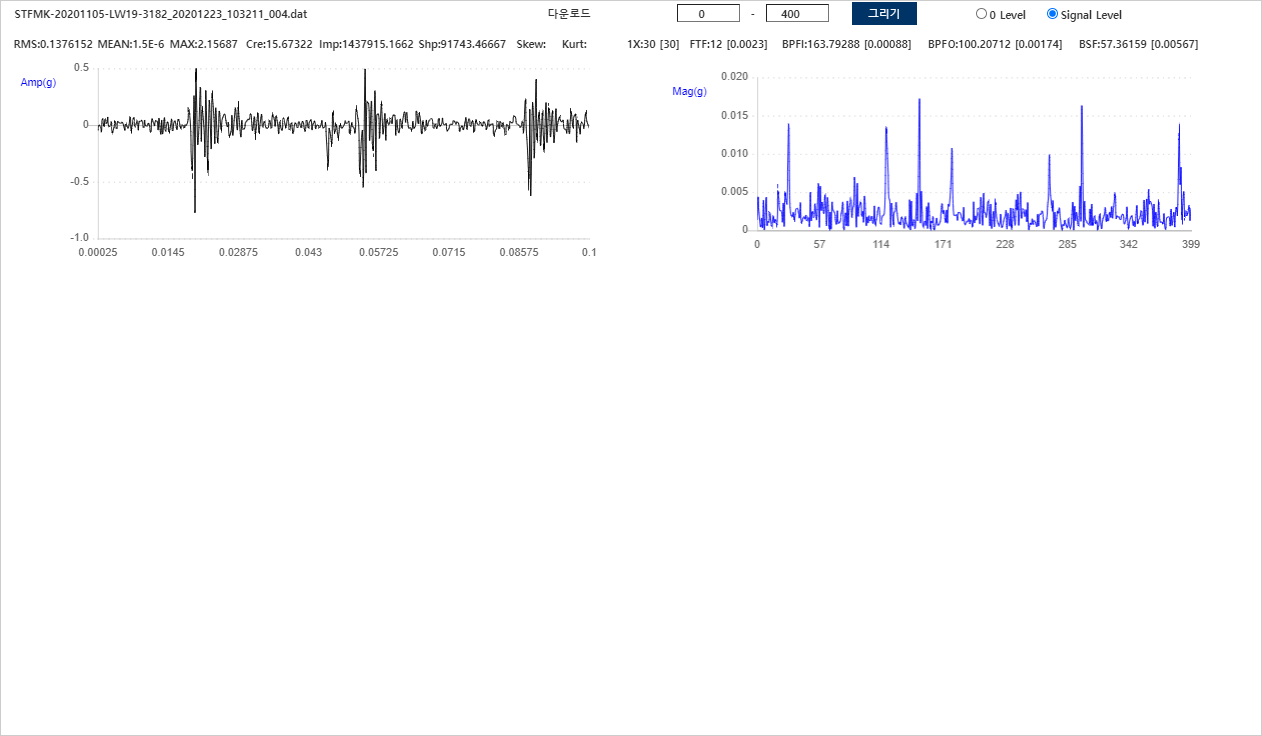 STFMK-20201105-LW19-3182_20201223_103211_004.dat 다운로드 0 - 400 그리기 0 Level Signal Level
RMS:0.1376152 MEAN:1.5E-6 MAX:2.15687 Cre:15.67322 Imp:1437915.1662 Shp:91743.46667 Skew: Kurt: 1X:30 [30] FTF:12 [0.0023] BPFI:163.79288 [0.00088] BPFO:100.20712 [0.00174] BSF:57.36159 [0.00567]
Amp(g)
0.5
0
-0.5
-1.0
0.00025 0.0145 0.02875 0.043 0.05725 0.0715 0.08575 0.1
Mag(g)
0.020
0.015
0.010
0.005
0
0 57 114 171 228 285 342 399